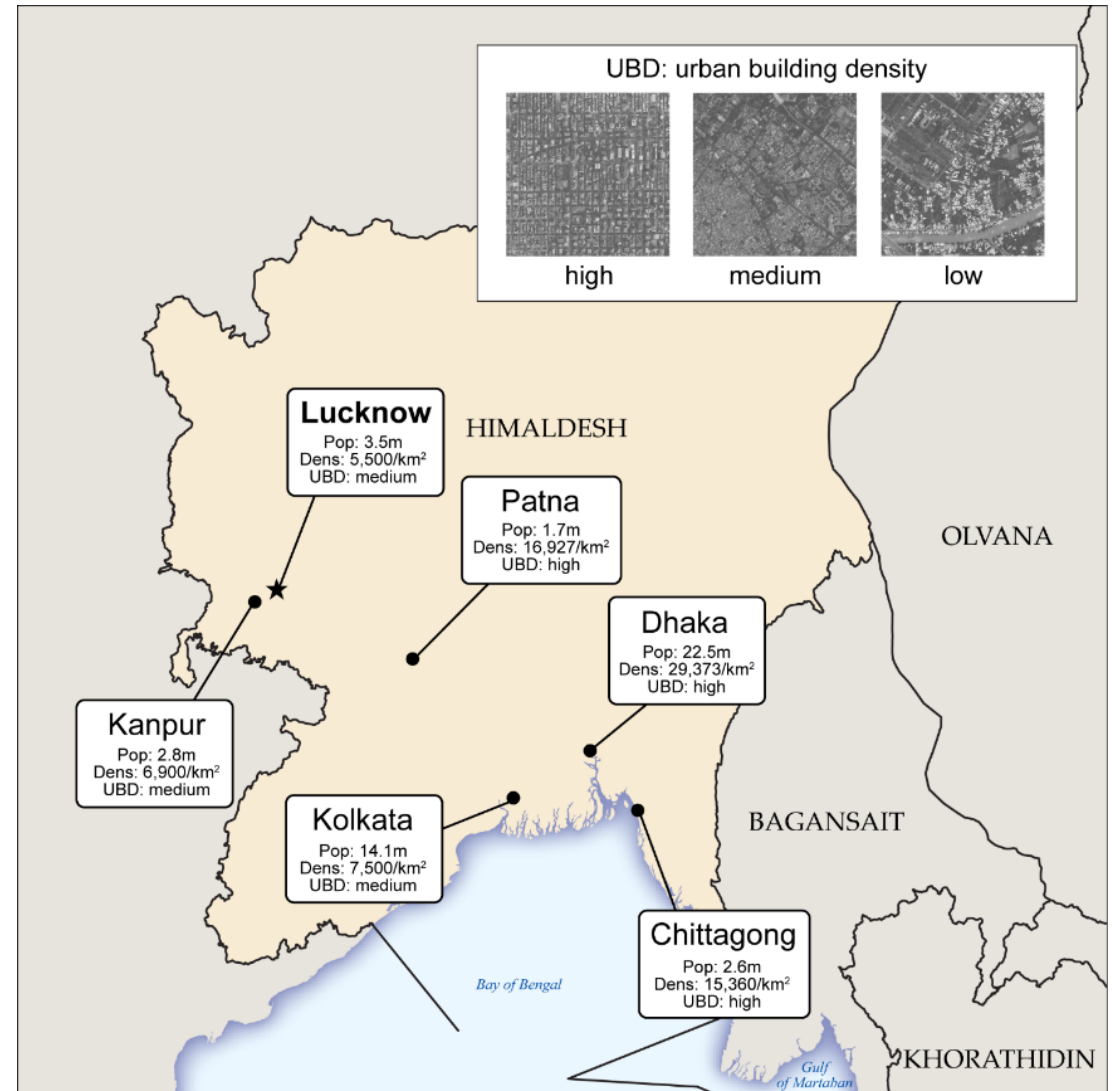 UBD: urban building density
high
medium
low
Lucknow
Pop: 3.5m
Dens: 5,500/km²
UBD: medium
HIMALDESH
Patna
Pop: 1.7m
Dens: 16,927/km²
UBD: high
OLVANA
Dhaka
Pop: 22.5m
Dens: 29,373/km²
UBD: high
Kanpur
Pop: 2.8m
Dens: 6,900/km²
UBD: medium
Kolkata
Pop: 14.1m
Dens: 7,500/km²
UBD: medium
BAGANSAIT
Chittagong
Pop: 2.6m
Dens: 15,360/km²
UBD: high
Bay of Bengal
KHORATHIDIN
Gulf
of Martaban